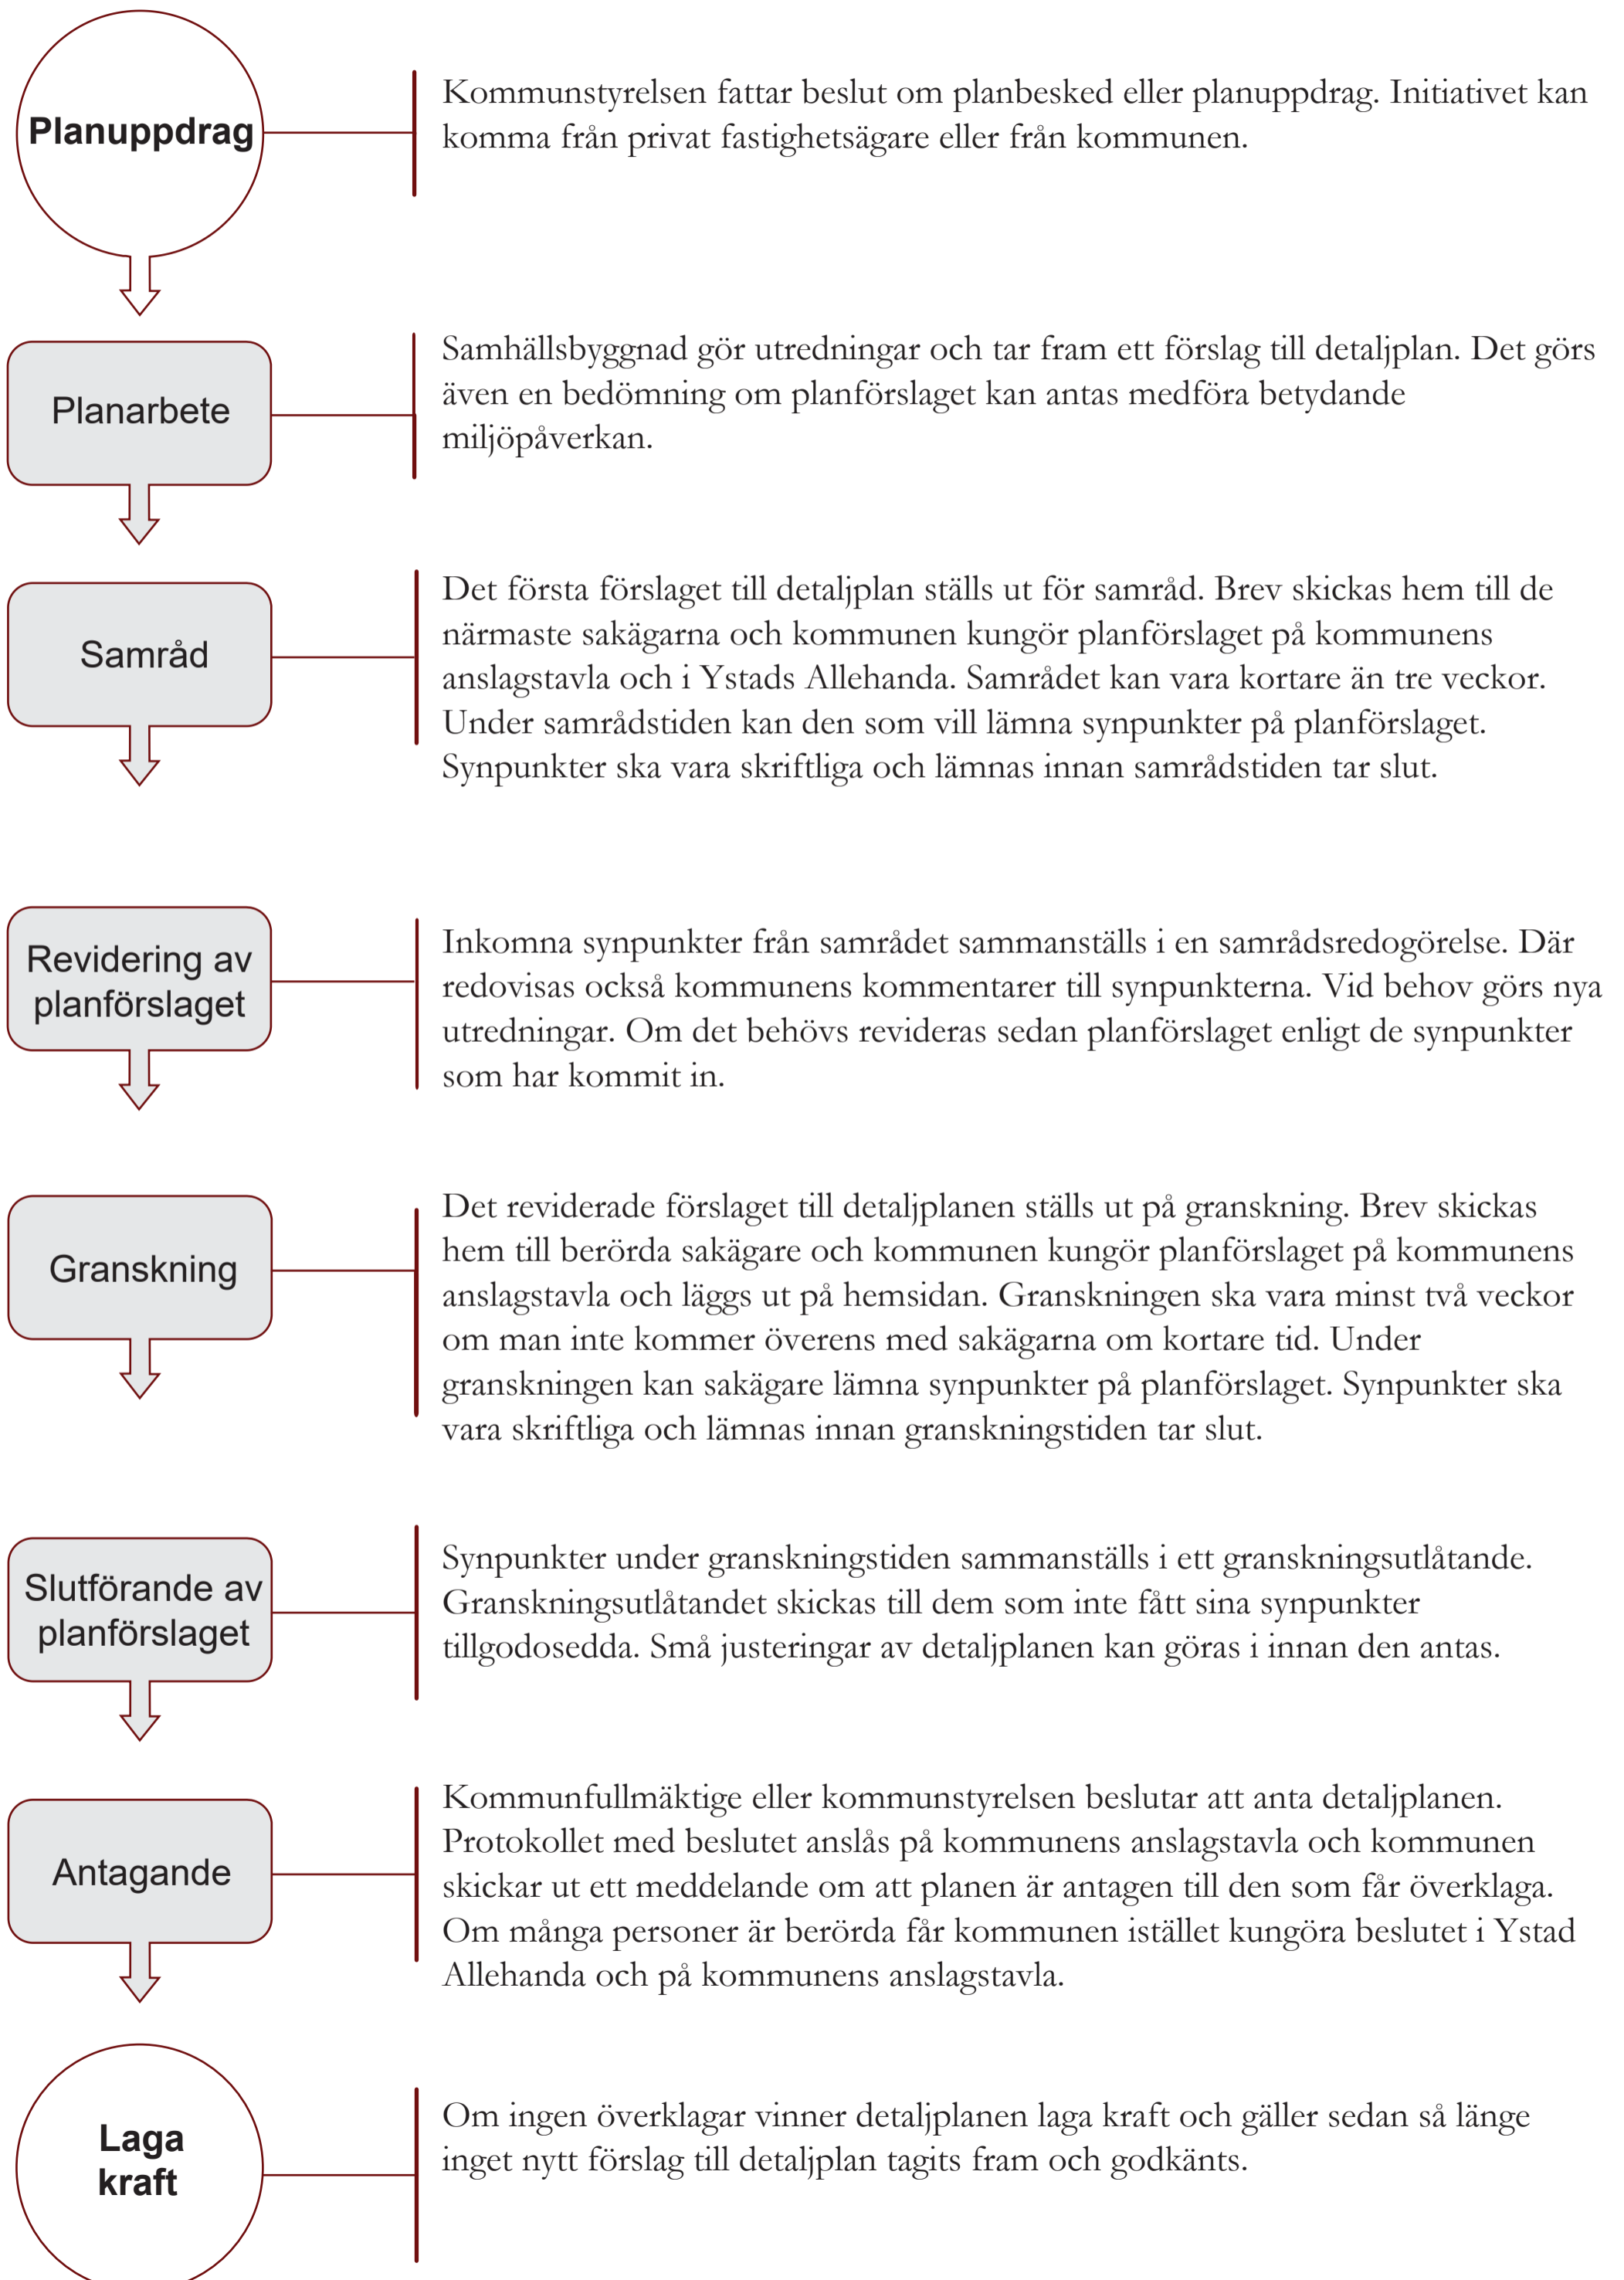 Planuppdrag
Kommunstyrelsen fattar beslut om planbesked eller planuppdrag. Initiativet kan
komma från privat fastighetsägare eller från kommunen.
Planarbete
Samhällsbyggnad gör utredningar och tar fram ett förslag till detaljplan. Det görs
även en bedömning om planförslaget kan antas medföra betydande
miljöpåverkan.
Samråd
Det första förslaget till detaljplan ställs ut för samråd. Brev skickas hem till de
närmaste sakägarna och kommunen kungör planförslaget på kommunens
anslagstavla och i Ystads Allehanda. Samrådet kan vara kortare än tre veckor.
Under samrådstiden kan den som vill lämna synpunkter på planförslaget.
Synpunkter ska vara skriftliga och lämnas innan samrådstiden tar slut.
Revidering av
planförslaget
Inkomna synpunkter från samrådet sammanställs i en samrådsredogörelse. Där
redovisas också kommunens kommentarer till synpunkterna. Vid behov görs nya
utredningar. Om det behövs revideras sedan planförslaget enligt de synpunkter
som har kommit in.
Granskning
Det reviderade förslaget till detaljplanen ställs ut på granskning. Brev skickas
hem till berörda sakägare och kommunen kungör planförslaget på kommunens
anslagstavla och läggs ut på hemsidan. Granskningen ska vara minst två veckor
om man inte kommer överens med sakägarna om kortare tid. Under
granskningen kan sakägare lämna synpunkter på planförslaget. Synpunkter ska
vara skriftliga och lämnas innan granskningstiden tar slut.
Slutförande av
planförslaget
Synpunkter under granskningstiden sammanställs i ett granskningsutlåtande.
Granskningsutlåtandet skickas till dem som inte fått sina synpunkter
tillgodosedda. Små justeringar av detaljplanen kan göras i innan den antas.
Antagande
Kommunfullmäktige eller kommunstyrelsen beslutar att anta detaljplanen.
Protokollet med beslutet anslås på kommunens anslagstavla och kommunen
skickar ut ett meddelande om att planen är antagen till den som får överklaga.
Om många personer är berörda får kommunen istället kungöra beslutet i Ystad
Allehanda och på kommunens anslagstavla.
Laga
kraft
Om ingen överklagar vinner detaljplanen laga kraft och gäller sedan så länge
inget nytt förslag till detaljplan tagits fram och godkänts.